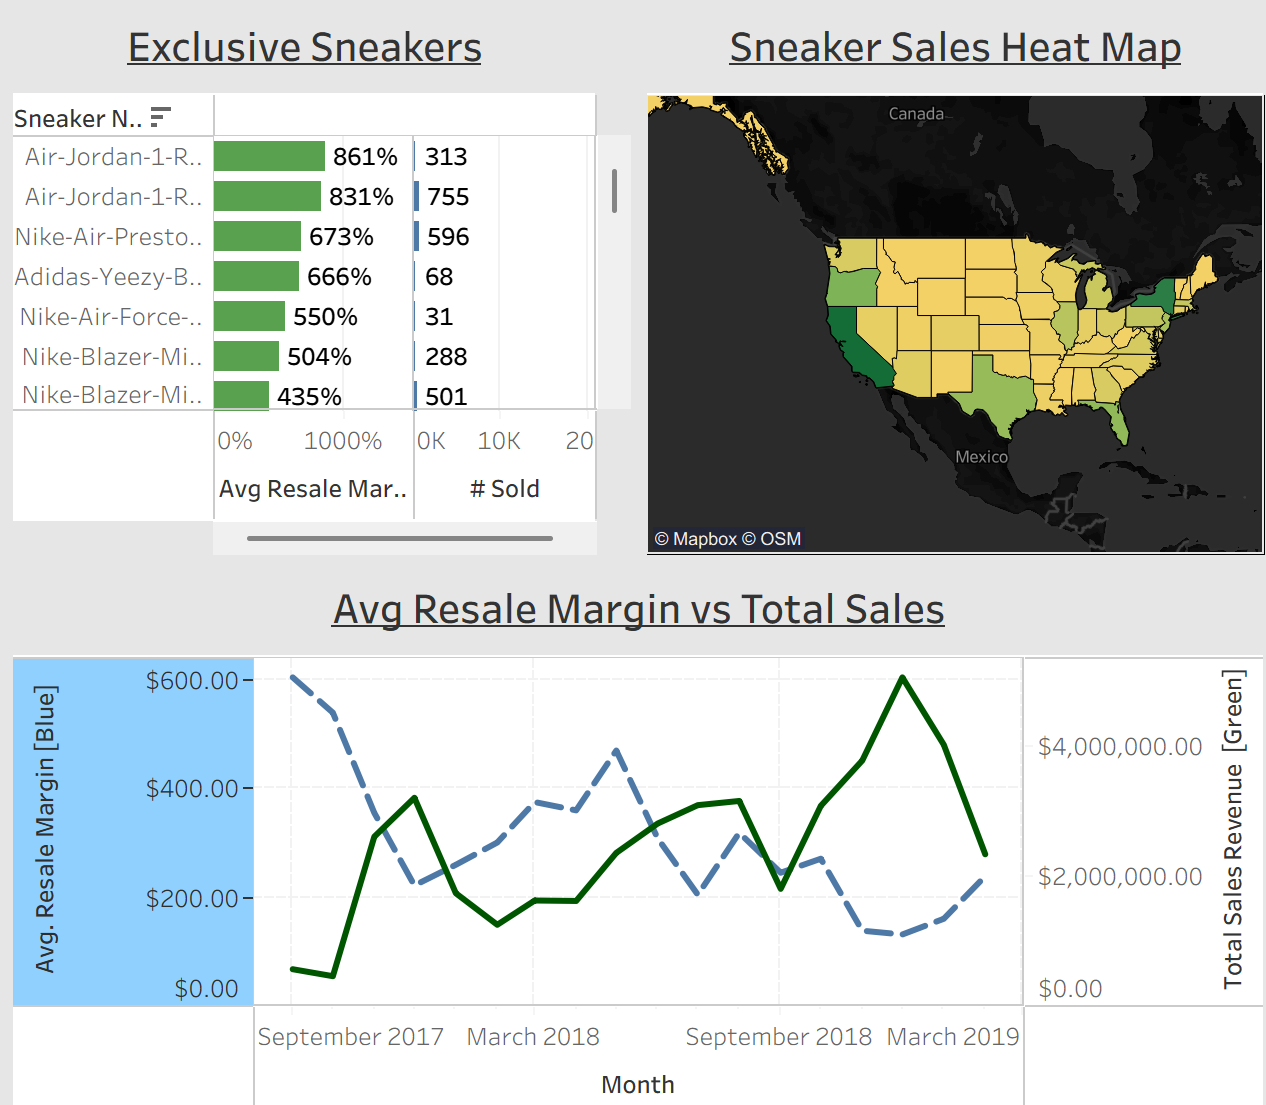 Exclusive Sneakers
Sneaker N..
Air-Jordan-1-R.. 861% 313
Air-Jordan-1-R.. 831% 755
Nike-Air-Presto.. 673% 596
Adidas-Yeezy-B.. 666% 68
Nike-Air-Force-.. 550% 31
Nike-Blazer-Mi.. 504% 288
Nike-Blazer-Mi.. 435% 501
0% 1000% 0K 10K 20
Avg Resale Mar.. # Sold
Sneaker Sales Heat Map
Canada
Mexico
© Mapbox © OSM
Avg Resale Margin vs Total Sales
Avg. Resale Margin [Blue]
$600.00
$400.00
$200.00
$0.00
$4,000,000.00
$2,000,000.00
$0.00
Total Sales Revenue [Green]
September 2017 March 2018 September 2018 March 2019
Month